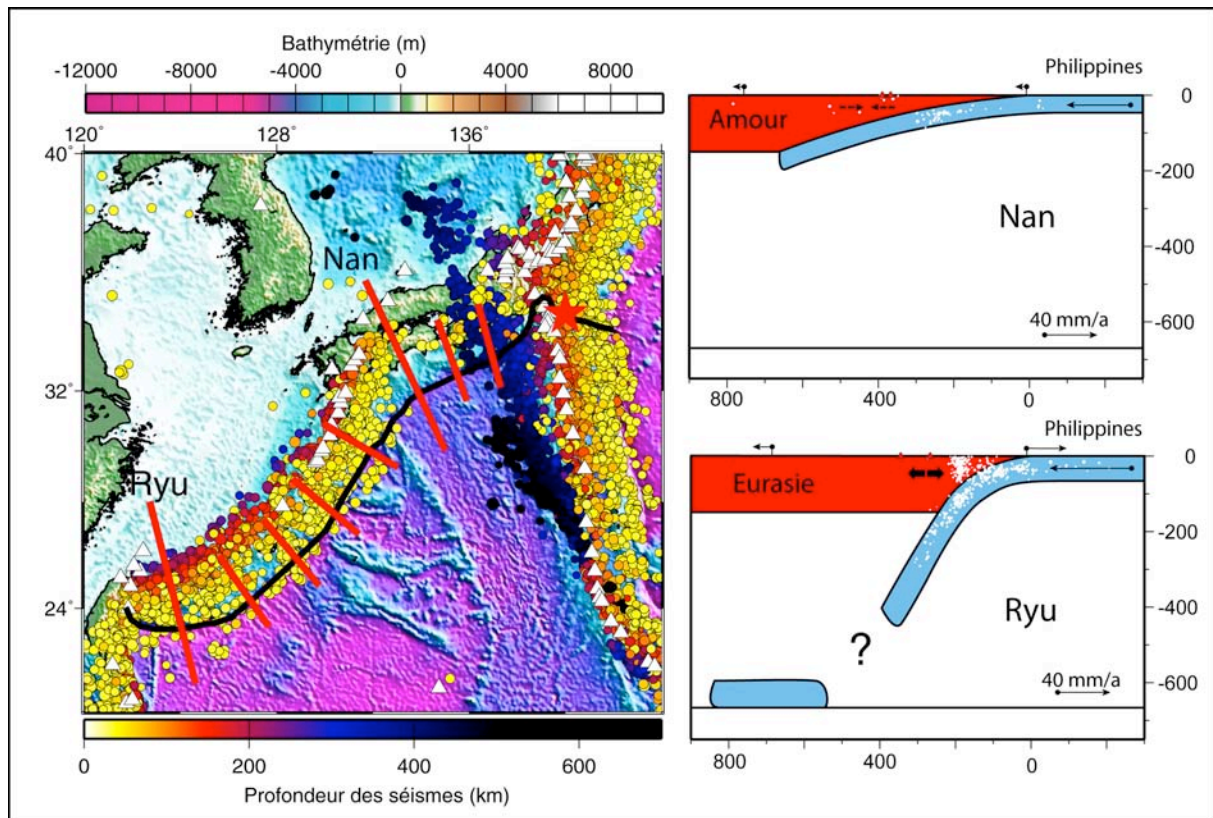 Bathymétrie (m)
-12000 -8000 -4000 0 4000 8000
120° 128° 136°
40°
32°
24°
Nan
Ryu
0 200 400 600
Profondeur des séismes (km)
Philippines
Amour
Nan
40 mm/a
0
-200
-400
-600
800 400 0
Philippines
Eurasie
?
Ryu
40 mm/a
0
-200
-400
-600
800 400 0